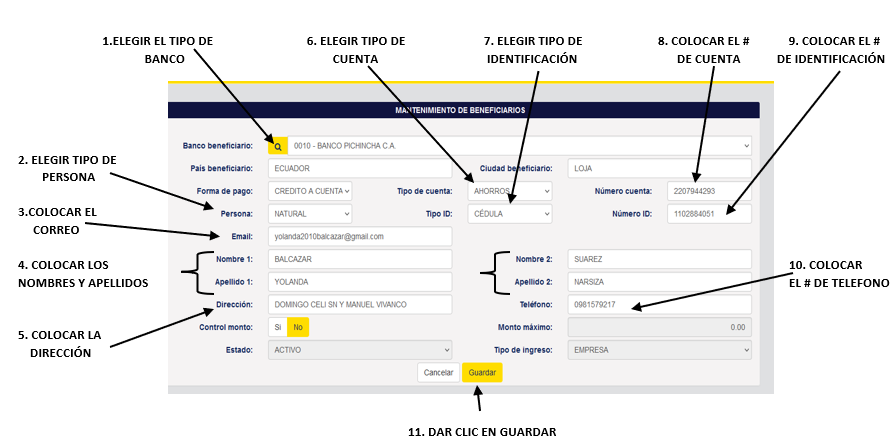 1.ELEGIR EL TIPO DE
BANCO
6. ELEGIR TIPO DE
CUENTA
7. ELEGIR TIPO DE
IDENTIFICACIÓN
8. COLOCAR EL #
DE CUENTA
9. COLOCAR EL #
DE IDENTIFICACIÓN
MANTENIMIENTO DE BENEFICIARIOS
Banco beneficiario: 0010 - BANCO PICHINCHA C.A.
2. ELEGIR TIPO DE
PERSONA
País beneficiario: ECUADOR Ciudad beneficiario: LOJA
Forma de pago: CREDITO A CUENTA Tipo de cuenta: AHORROS Número cuenta: 2207944293
Persona: NATURAL Tipo ID: CÉDULA Número ID: 1102884051
3.COLOCAR EL
CORREO
Email: yolanda2010balcazar@gmail.com
4. COLOCAR LOS
NOMBRES Y APELLIDOS
Nombre 1: BALCAZAR Nombre 2: SUAREZ
Apellido 1: YOLANDA Apellido 2: NARSIZA
10. COLOCAR
EL # DE TELEFONO
Dirección: DOMINGO CELI SN Y MANUEL VIVANCO Teléfono: 0981579217
5. COLOCAR LA
DIRECCIÓN
Control monto: Si No Monto máximo: 0.00
Estado: ACTIVO Tipo de ingreso: EMPRESA
Cancelar Guardar
11. DAR CLIC EN GUARDAR